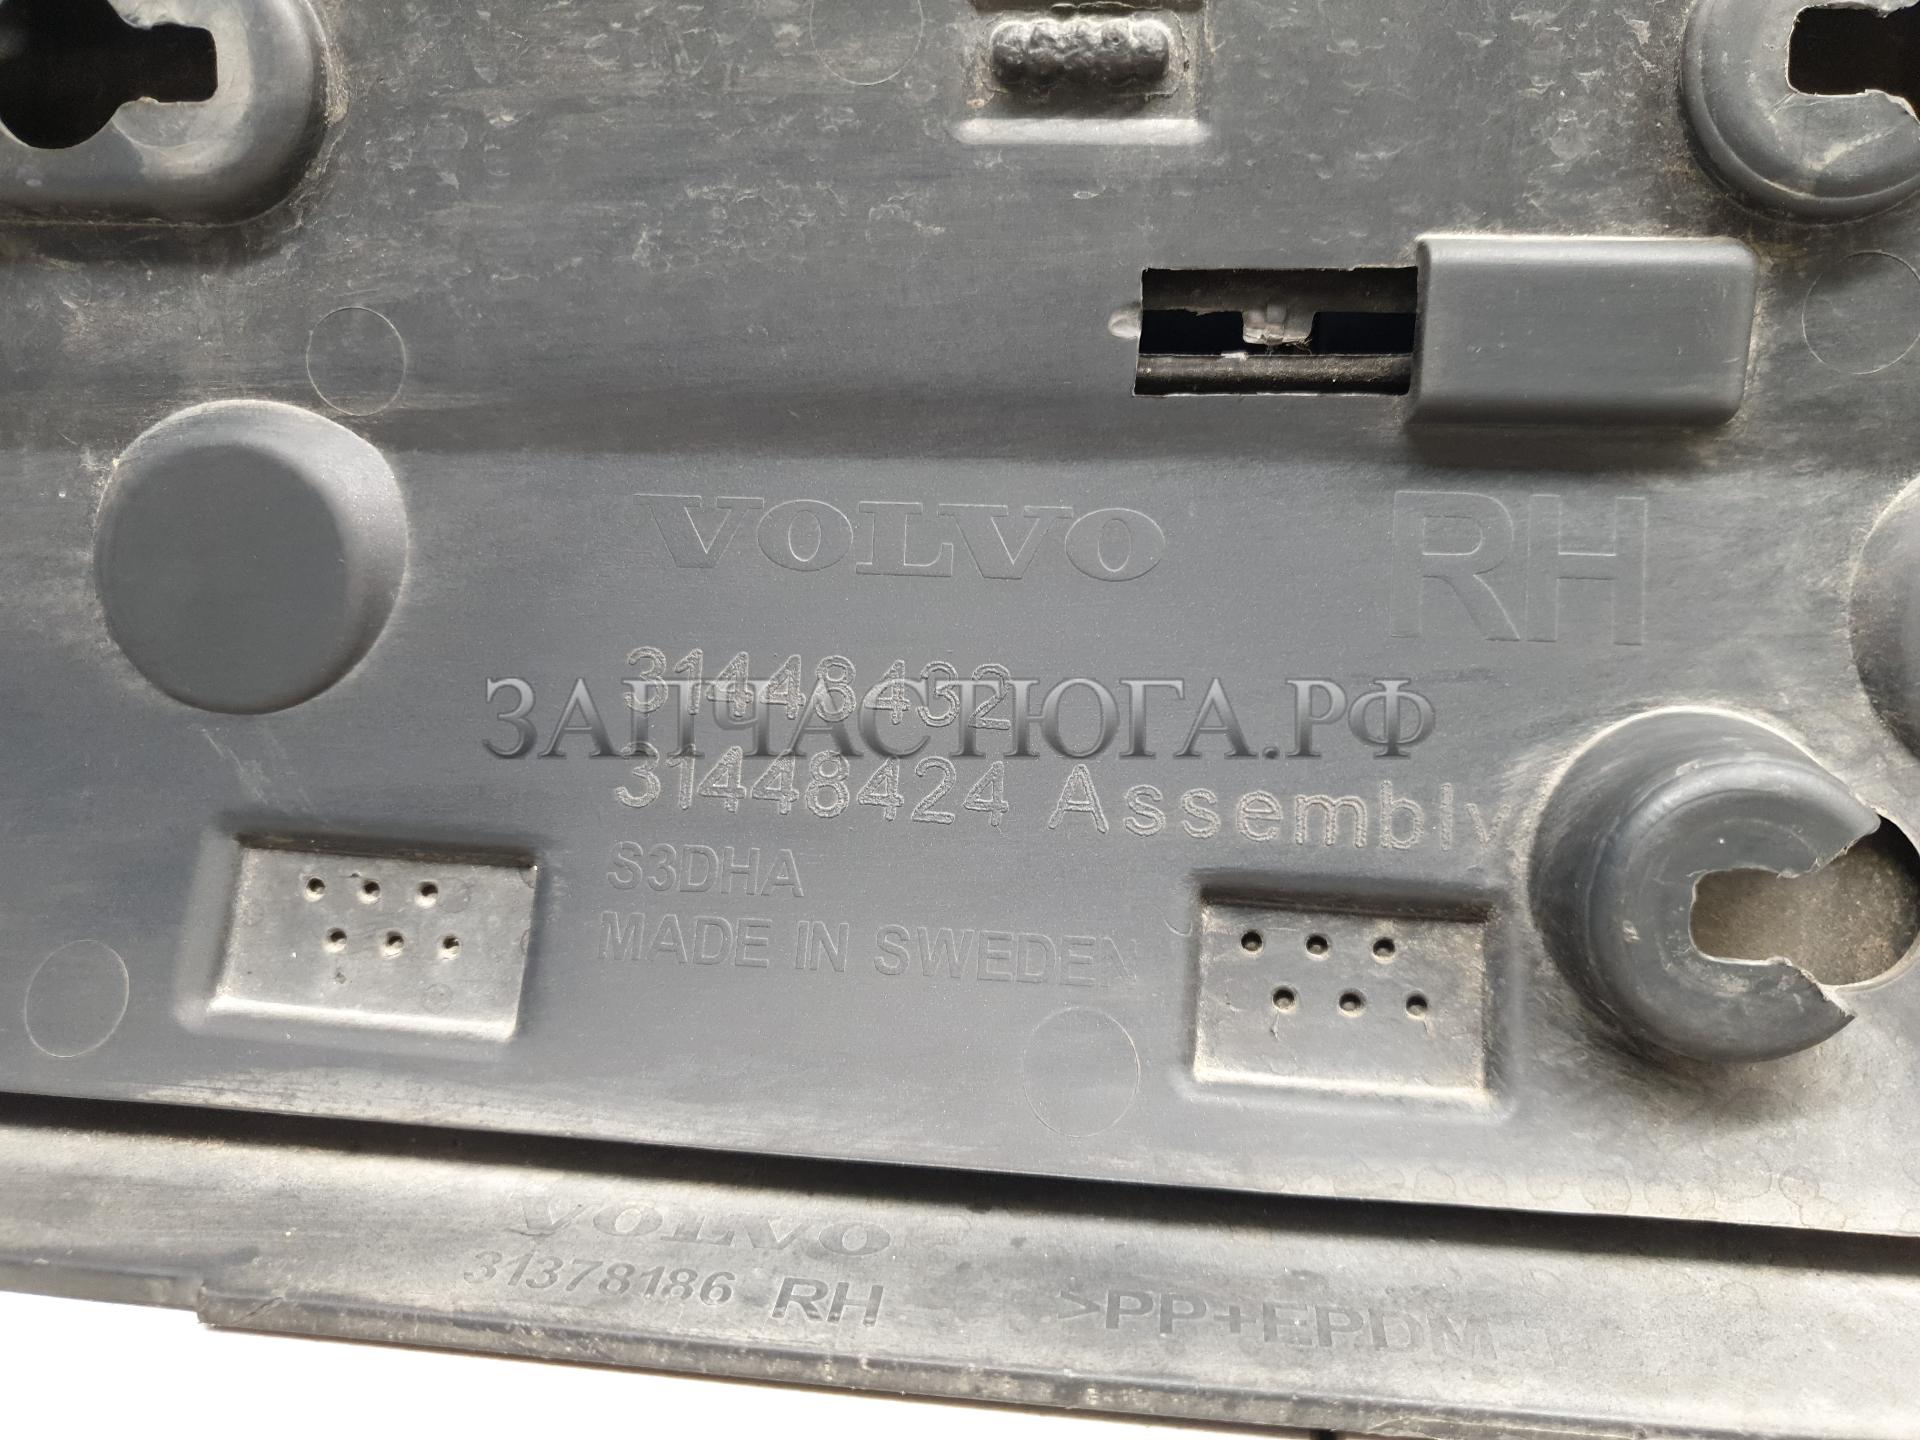 VOLVO RH
31448432
ЗАПЧАСТЮГА.РФ
31448424 Assembly
S3DHA
MADE IN SWEDEN
VOLVO
31378186 RH >PP+EPDM